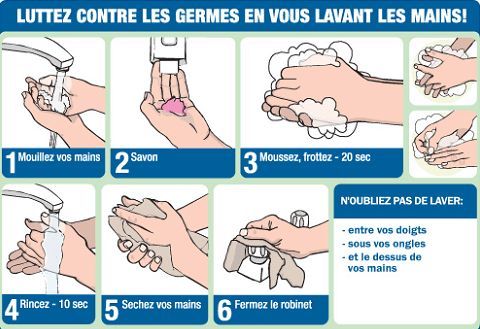 LUTTEZ CONTRE LES GERMES EN VOUS LAVANT LES MAINS!
1 Mouillez vos mains
2 Savon
3 Moussez, frottez - 20 sec
4 Rincez - 10 sec
5 Sechez vos mains
6 Fermez le robinet
N'OUBLIEZ PAS DE LAVER:
- entre vos doigts
- sous vos ongles
- et le dessus de
vos mains